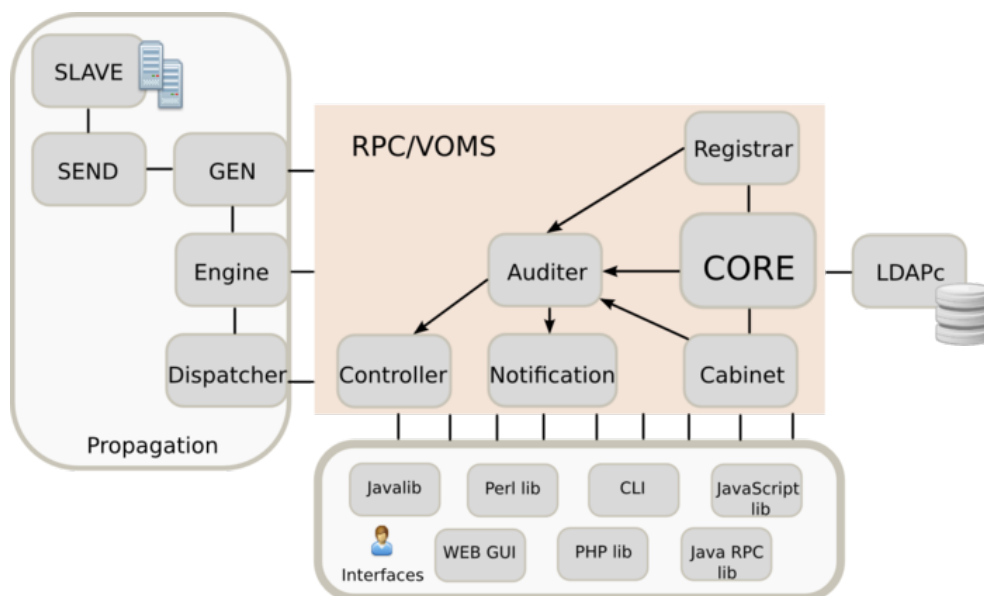 SLAVE
SEND
GEN
Engine
Dispatcher
Propagation
RPC/VOMS
Registrar
Auditer
CORE
LDAPc
Controller
Notification
Cabinet
Javalib
Perl lib
CLI
JavaScript
lib
Interfaces
WEB GUI
PHP lib
Java RPC
lib